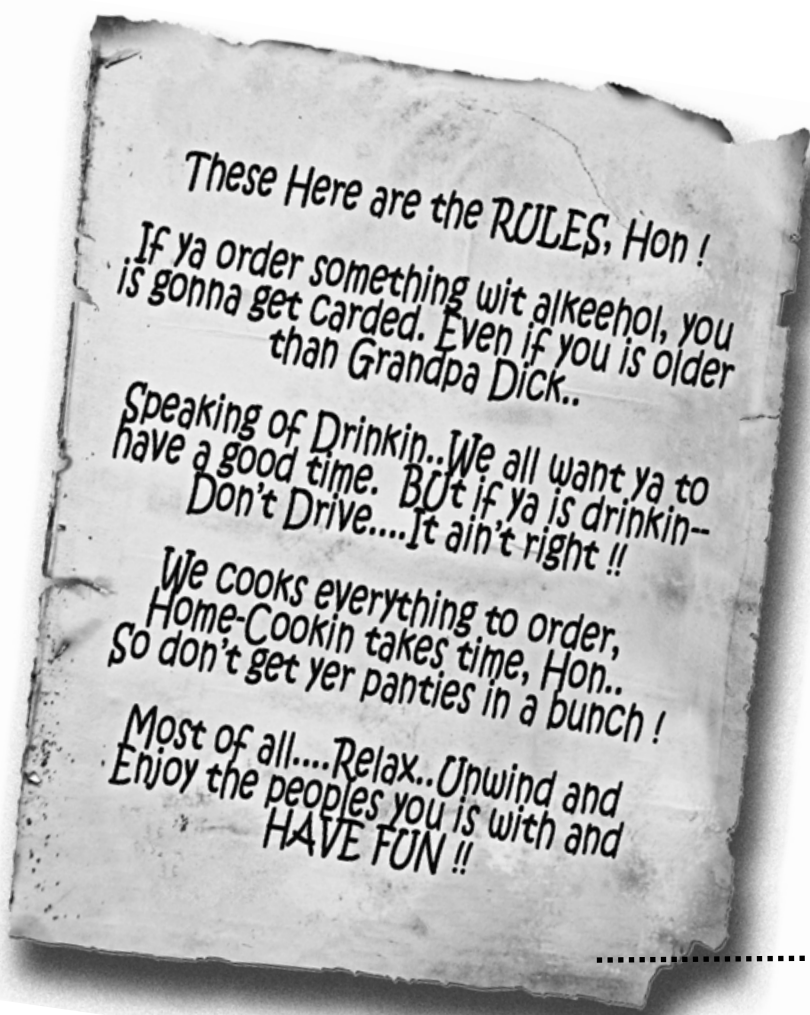 These Here are the RULES, Hon !
If ya order something wit alkeehol, you
is gonna get carded. Even if you is older
than Grandpa Dick..
Speaking of Drinkin..We all want ya to
have a good time. BUt if ya is drinkin--
Don't Drive....It ain't right !!
We cooks everything to order,
Home-Cookin takes time, Hon..
So don't get yer panties in a bunch !
Most of all....Relax..Unwind and
Enjoy the peoples you is with and
HAVE FUN !!